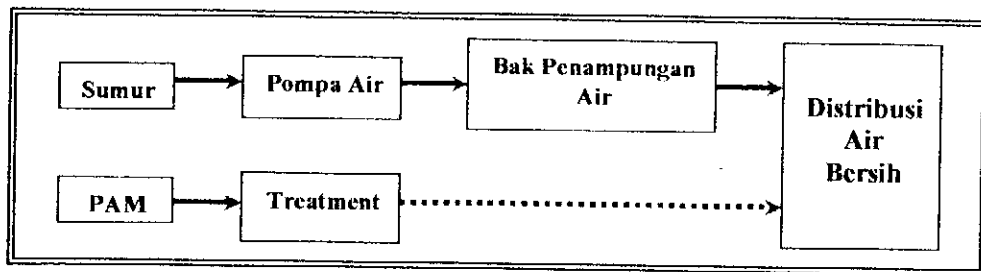 Sumur
Pompa Air
Bak Penampungan
Air
Distribusi
Air
Bersih
PAM
Treatment